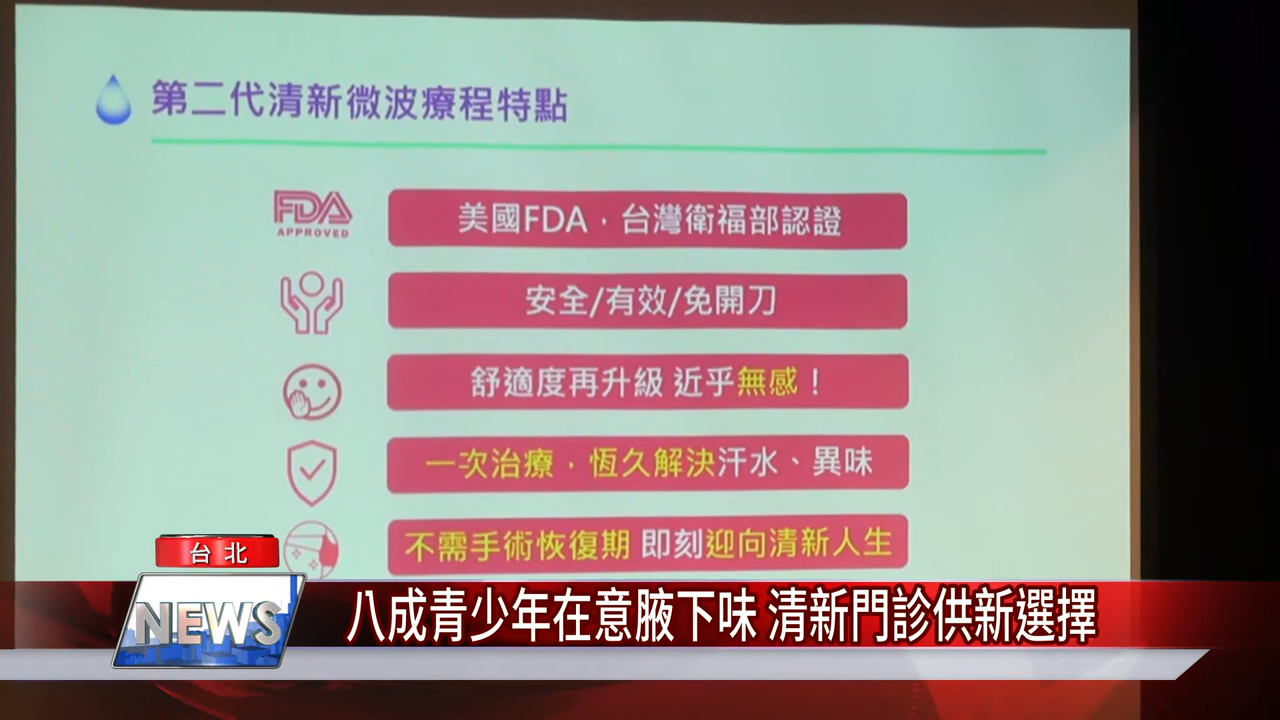 第二代清新微波療程特點
FDA
APPROVED
美國FDA，台灣衛福部認證
安全/有效/免開刀
舒適度再升級 近乎無感！
一次治療，恆久解決汗水、異味
不需手術恢復期 即刻迎向清新人生
台北
NEWS
八成青少年在意腋下味 清新門診供新選擇